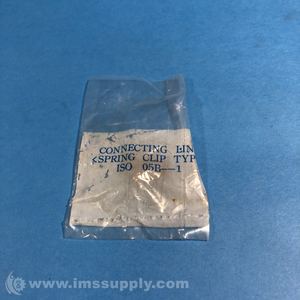 CONNECTING LIN
<SPRING CLIP TYP
ISO 05B—1
© www.imssupply.com